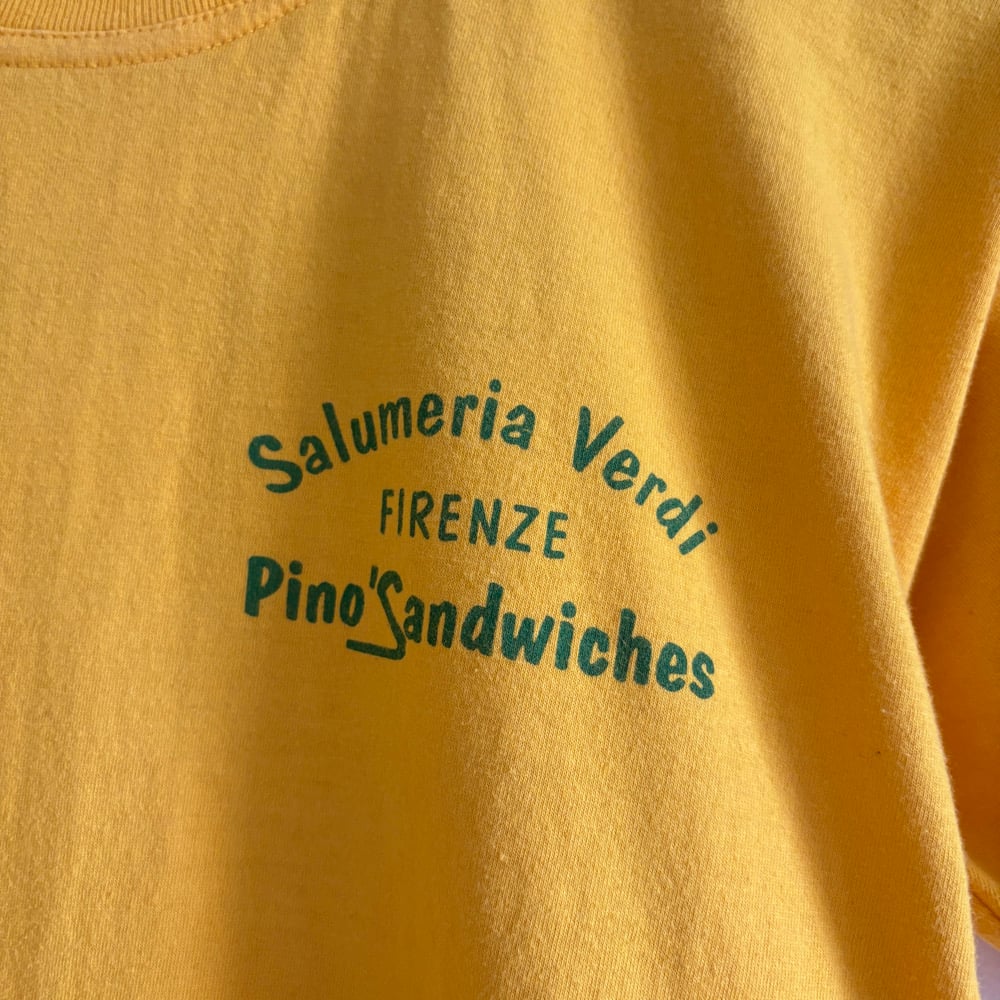 Salumeria Verdi
FIRENZE
Pino'Sandwiches